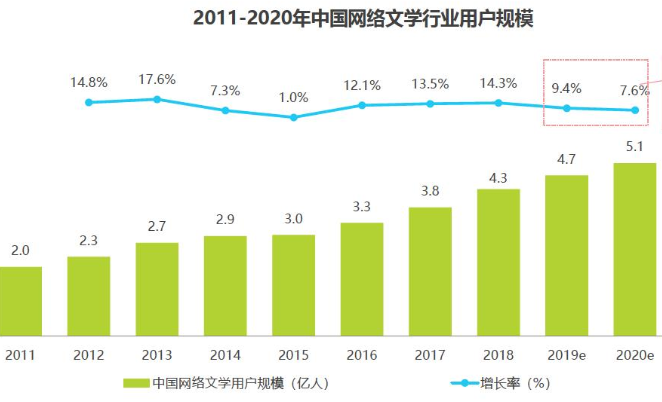 2011-2020年中国网络文学行业用户规模
14.8% 17.6% 7.3% 1.0% 12.1% 13.5% 14.3% 9.4% 7.6%
2.0 2.3 2.7 2.9 3.0 3.3 3.8 4.3 4.7 5.1
2011 2012 2013 2014 2015 2016 2017 2018 2019e 2020e
中国网络文学用户规模（亿人） 增长率（%）